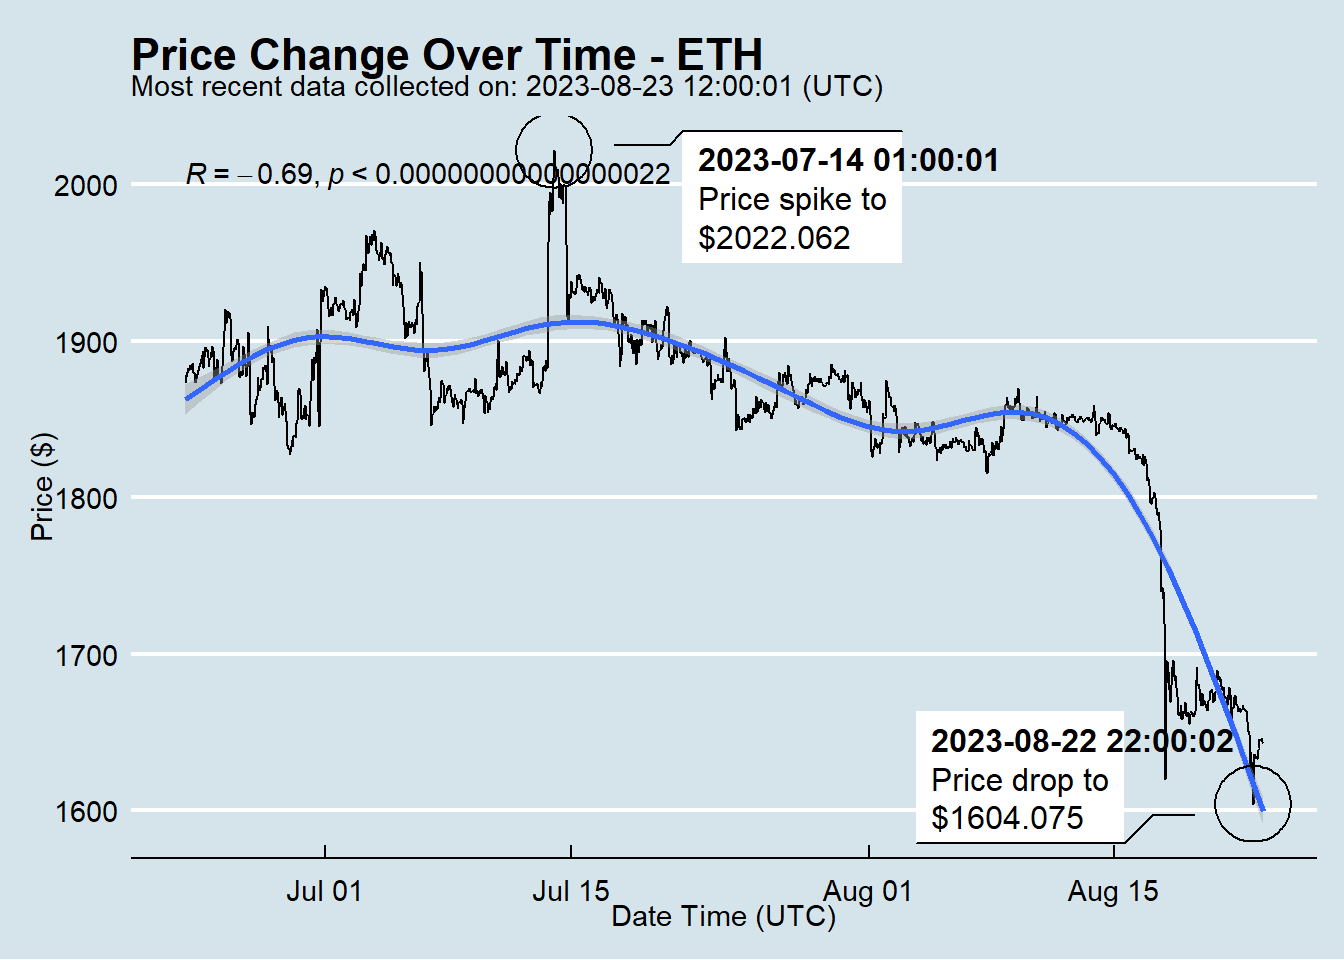 Price Change Over Time - ETH
Most recent data collected on: 2023-08-23 12:00:01 (UTC)
R = −0.69, p < 0.00000000000000022
2023-07-14 01:00:01
Price spike to
$2022.062
2000
1900
1800
1700
1600
Price ($)
2023-08-22 22:00:02
Price drop to
$1604.075
Jul 01
Jul 15
Aug 01
Aug 15
Date Time (UTC)